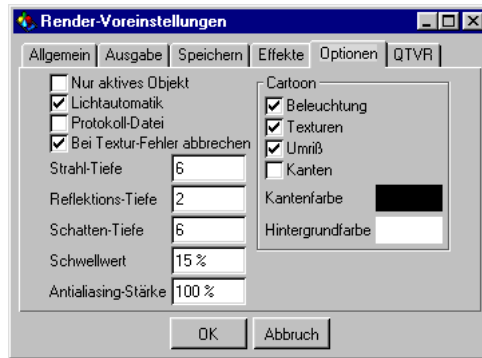 Render-Voreinstellungen
Allgemein Ausgabe Speichern Effekte Optionen QTVR
Nur aktives Objekt
Lichtautomatik
Protokoll-Datei
Bei Textur-Fehler abbrechen
Strahl-Tiefe 6
Reflektions-Tiefe 2
Schatten-Tiefe 6
Schwellwert 15 %
Antialiasing-Stärke 100 %
Cartoon
Beleuchtung
Texturen
Umriß
Kanten
Kantenfarbe
Hintergrundfarbe
OK Abbruch